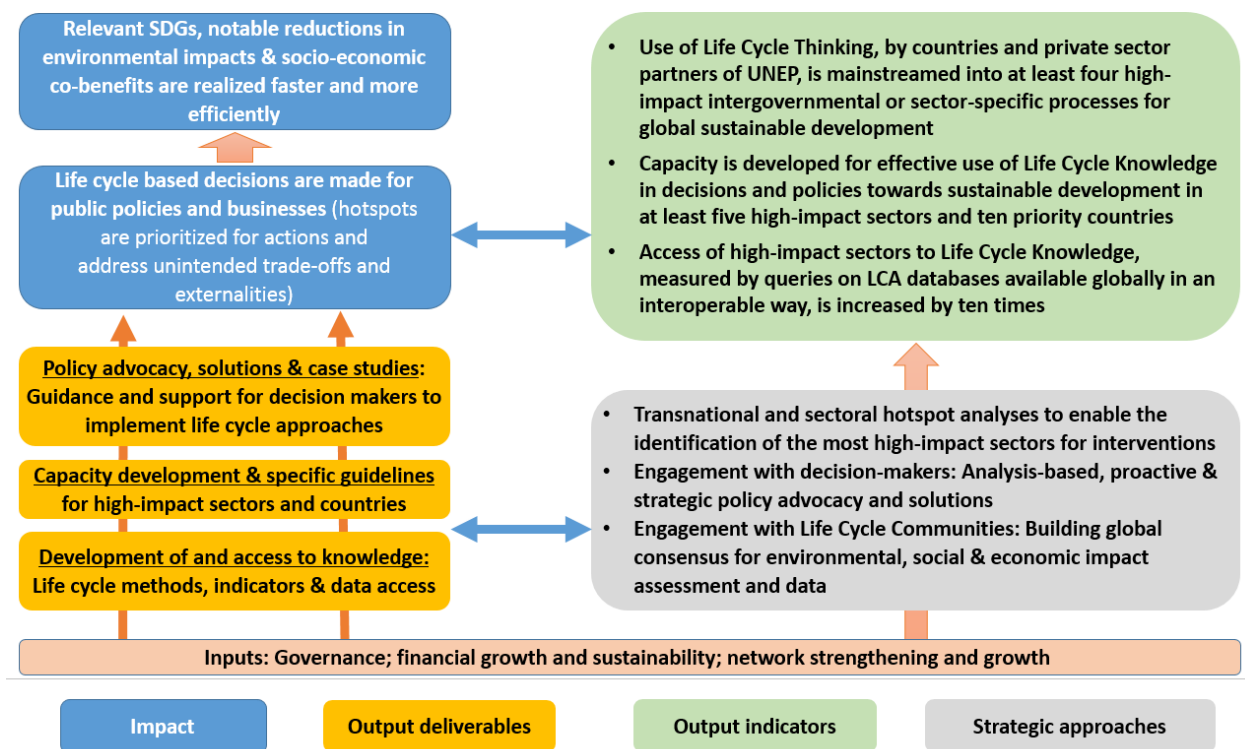 Relevant SDGs, notable reductions in
environmental impacts & socio-economic
co-benefits are realized faster and more
efficiently
Life cycle based decisions are made for
public policies and businesses (hotspots
are prioritized for actions and
address unintended trade-offs and
externalities)
Policy advocacy, solutions & case studies:
Guidance and support for decision makers to
implement life cycle approaches
Capacity development & specific guidelines
for high-impact sectors and countries
Development of and access to knowledge:
Life cycle methods, indicators & data access
• Use of Life Cycle Thinking, by countries and private sector
partners of UNEP, is mainstreamed into at least four high-
impact intergovernmental or sector-specific processes for
global sustainable development
• Capacity is developed for effective use of Life Cycle Knowledge
in decisions and policies towards sustainable development in
at least five high-impact sectors and ten priority countries
• Access of high-impact sectors to Life Cycle Knowledge,
measured by queries on LCA databases available globally in an
interoperable way, is increased by ten times
• Transnational and sectoral hotspot analyses to enable the
identification of the most high-impact sectors for interventions
• Engagement with decision-makers: Analysis-based, proactive &
strategic policy advocacy and solutions
• Engagement with Life Cycle Communities: Building global
consensus for environmental, social & economic impact
assessment and data
Inputs: Governance; financial growth and sustainability; network strengthening and growth
Impact
Output deliverables
Output indicators
Strategic approaches